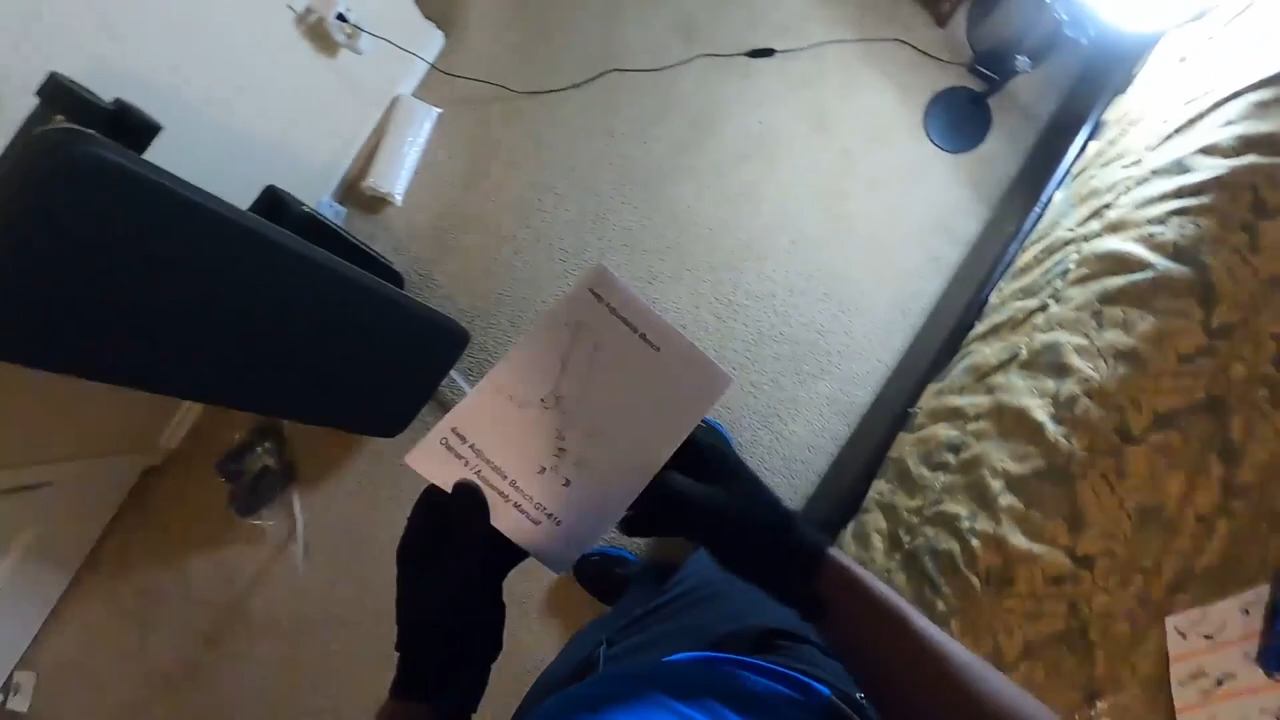 Adjustable Bench
Adjustable Bench GT-616
Owner's / Assembly Manual